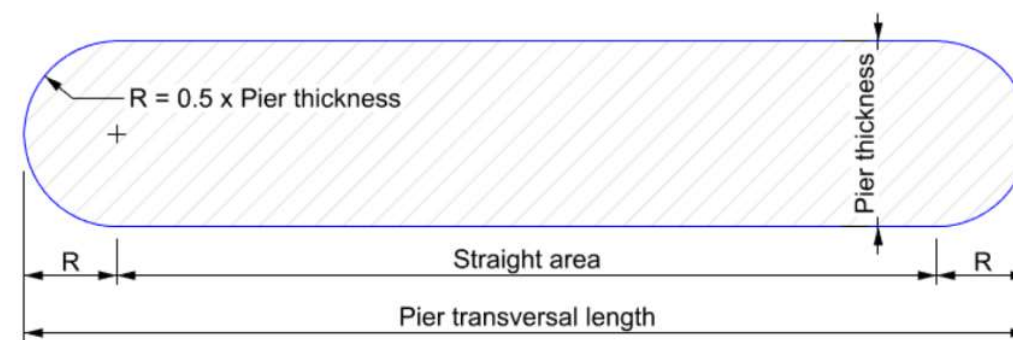 R = 0.5 x Pier thickness
Pier thickness
R
Straight area
R
Pier transversal length